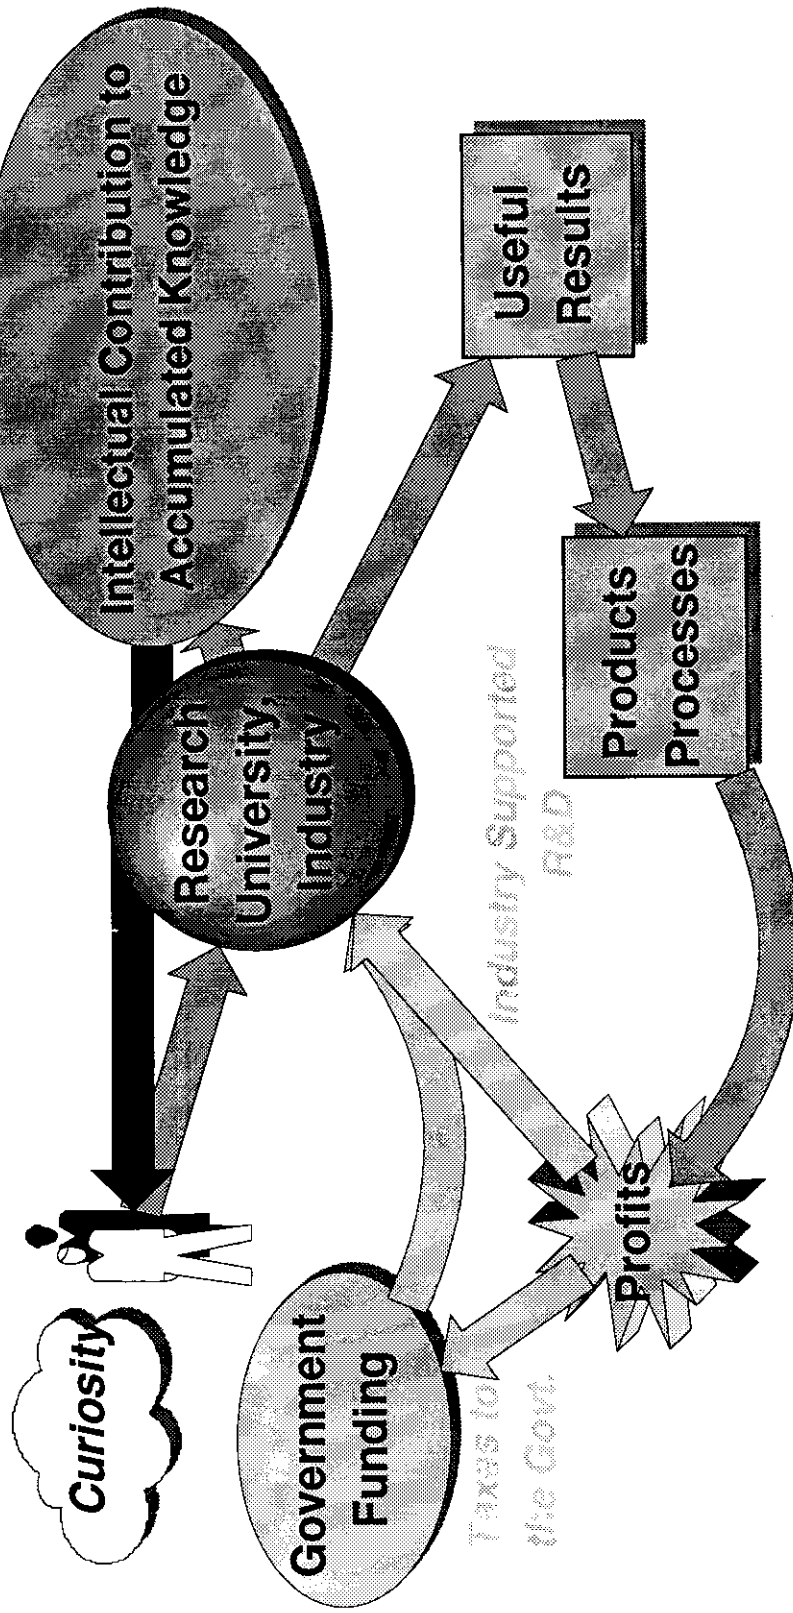 Curiosity
Intellectual Contribution to
Accumulated Knowledge
Research
University,
Industry
Government
Funding
Taxes to
the Govt.
Industry Supported
R&D
Useful
Results
Products
Processes
Profits